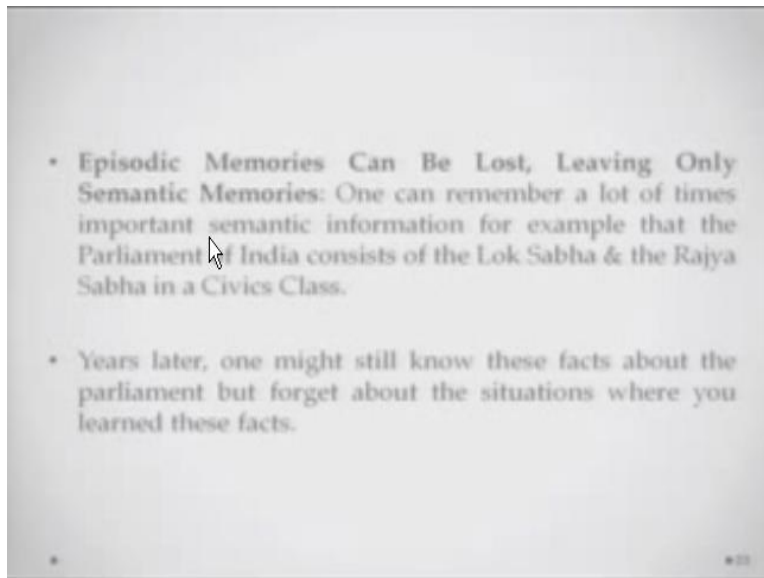 • Episodic Memories Can Be Lost, Leaving Only
Semantic Memories: One can remember a lot of times
important semantic information for example that the
Parliament of India consists of the Lok Sabha & the Rajya
Sabha in a Civics Class.
• Years later, one might still know these facts about the
parliament but forget about the situations where you
learned these facts.